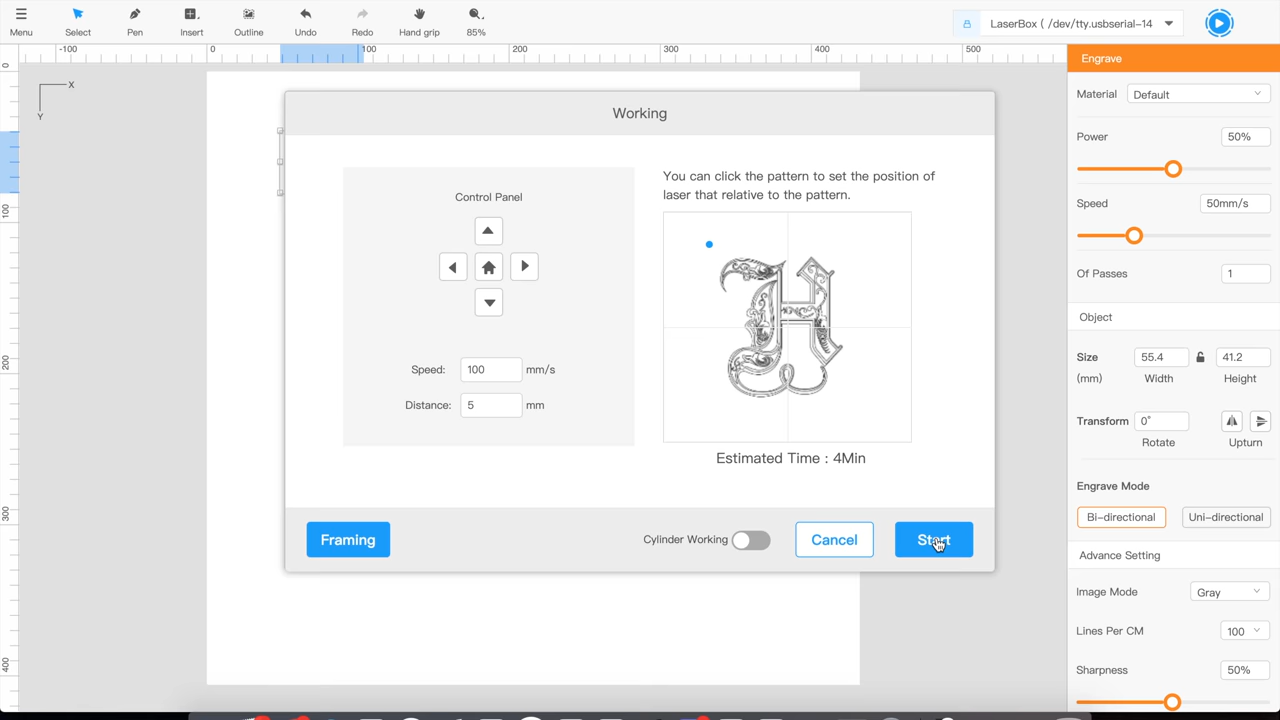 Menu
Select
Pen
Insert
Outline
Undo
Redo
Hand grip
85%
LaserBox ( /dev/tty.usbserial-14
-100
0
100
200
300
400
500
0
100
200
300
400
X
Y
Working
Control Panel
Speed: 100 mm/s
Distance: 5 mm
You can click the pattern to set the position of
laser that relative to the pattern.
Estimated Time : 4Min
Framing
Cylinder Working
Cancel
Start
Engrave
Material Default
Power 50%
Speed 50mm/s
Of Passes 1
Object
Size 55.4 41.2
(mm) Width Height
Transform 0°
Rotate Upturn
Engrave Mode
Bi-directional Uni-directional
Advance Setting
Image Mode Gray
Lines Per CM 100
Sharpness 50%